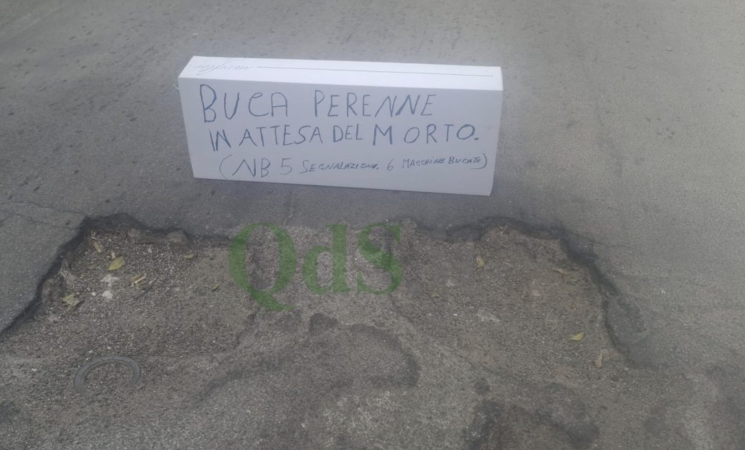 BUCA PERENNE
IN ATTESA DEL MORTO.
(NB 5 SEGNALAZIONI 6 MACCHINE BUCATE)
QdS